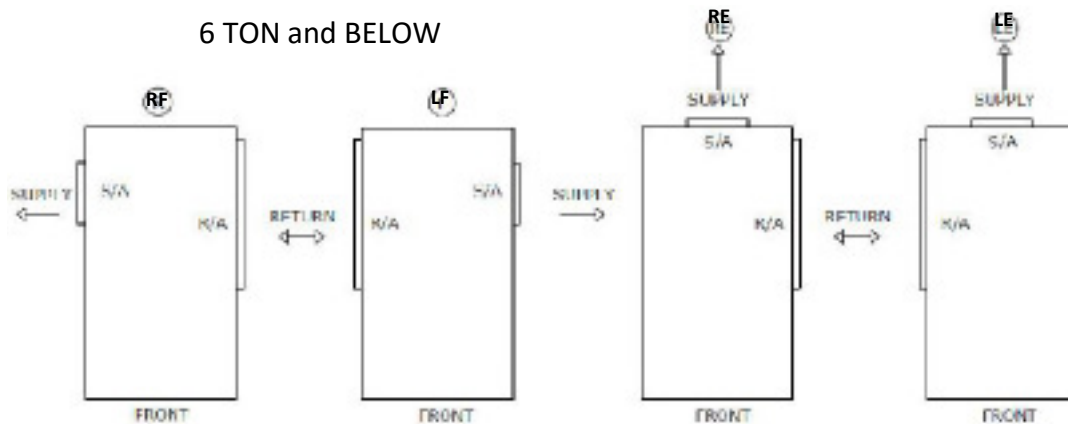 6 TON and BELOW
RE
LE
RF
LF
SUPPLY
SUPPLY
S/A
S/A
SUPPLY
S/A
S/A
SUPPLY
R/A
RETURN
R/A
R/A
RETURN
R/A
FRONT
FRONT
FRONT
FRONT